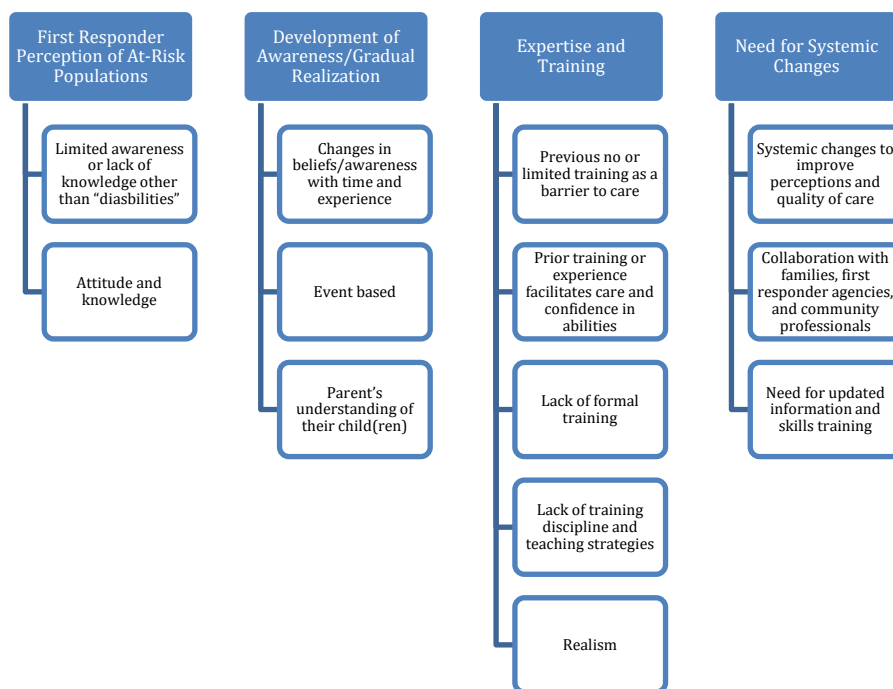 First Responder
Perception of At-Risk
Populations
Limited awareness
or lack of
knowledge other
than “diasbilities”
Attitude and
knowledge
Development of
Awareness/Gradual
Realization
Changes in
beliefs/awareness
with time and
experience
Event based
Parent’s
understanding of
their child(ren)
Expertise and
Training
Previous no or
limited training as a
barrier to care
Prior training or
experience
facilitates care and
confidence in
abilities
Lack of formal
training
Lack of training
discipline and
teaching strategies
Realism
Need for Systemic
Changes
Systemic changes to
improve
perceptions and
quality of care
Collaboration with
families, first
responder agencies,
and community
professionals
Need for updated
information and
skills training